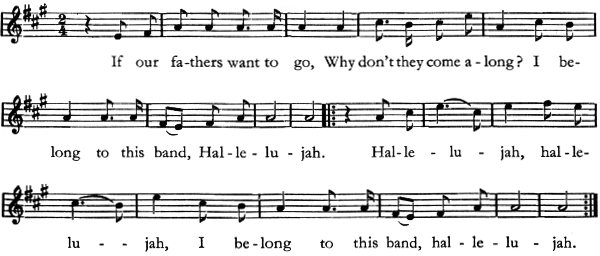 If our fa-thers want to go, Why don't they come a-long? I be-
long to this band, Hal-le-lu-jah. Hal-le-lu-jah, hal-le-
lu-jah, I be-long to this band, hal-le-lu-jah.